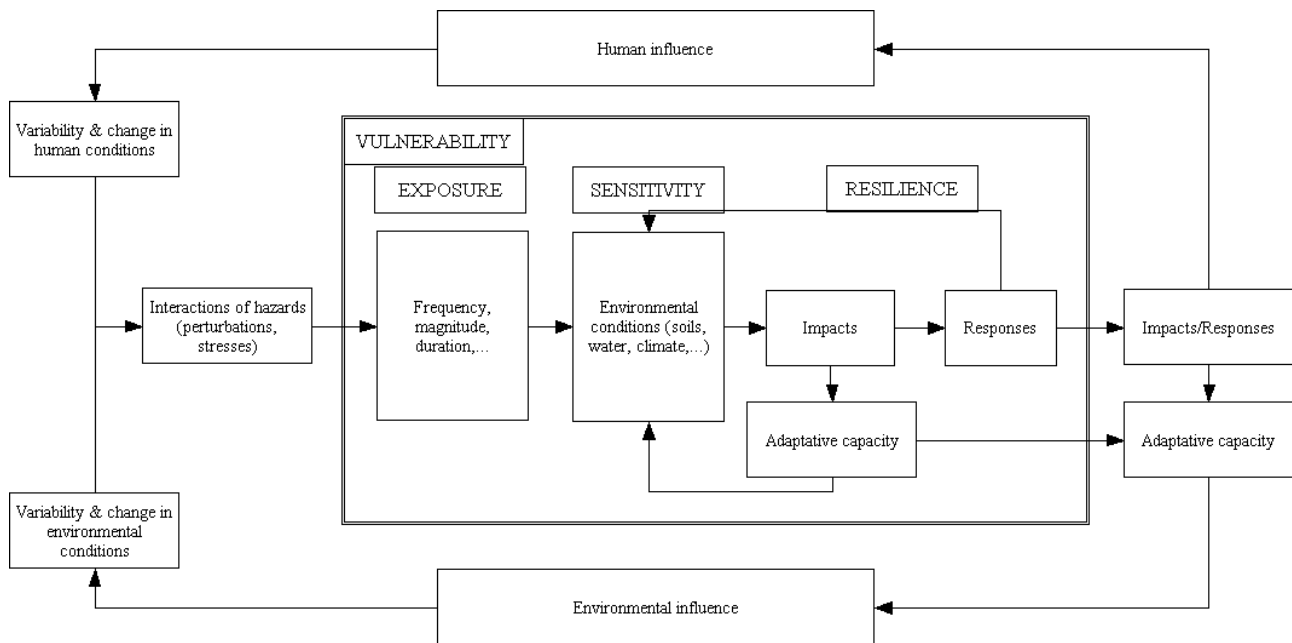 Human influence
Variability & change in
human conditions
VULNERABILITY
EXPOSURE
SENSITIVITY
RESILIENCE
Interactions of hazards
(perturbations,
stresses)
Frequency,
magnitude,
duration,...
Environmental
conditions (soils,
water, climate,...)
Impacts
Responses
Impacts/Responses
Adaptative capacity
Adaptative capacity
Variability & change in
environmental
conditions
Environmental influence